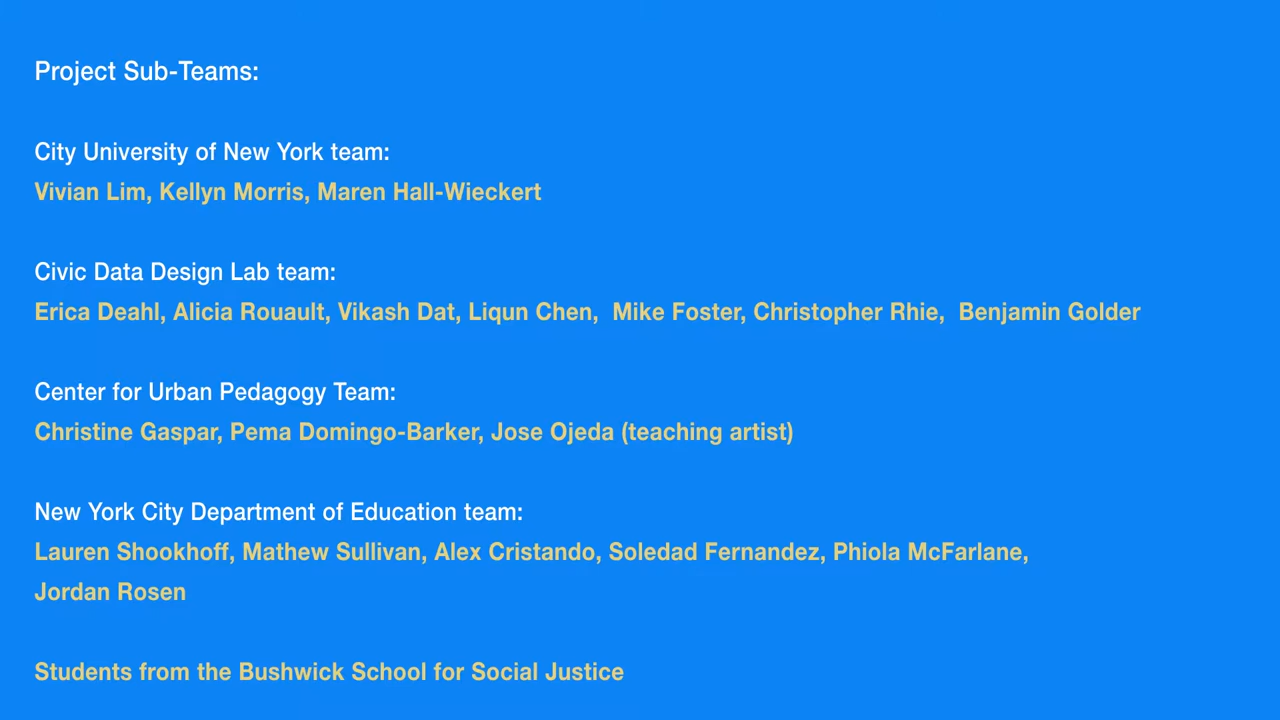 Project Sub-Teams:
City University of New York team:
Vivian Lim, Kellyn Morris, Maren Hall-Wieckert
Civic Data Design Lab team:
Erica Deahl, Alicia Rouault, Vikash Dat, Liqun Chen,  Mike Foster, Christopher Rhie,  Benjamin Golder
Center for Urban Pedagogy Team:
Christine Gaspar, Pema Domingo-Barker, Jose Ojeda (teaching artist)
New York City Department of Education team:
Lauren Shookhoff, Mathew Sullivan, Alex Cristando, Soledad Fernandez, Phiola McFarlane,
Jordan Rosen
Students from the Bushwick School for Social Justice